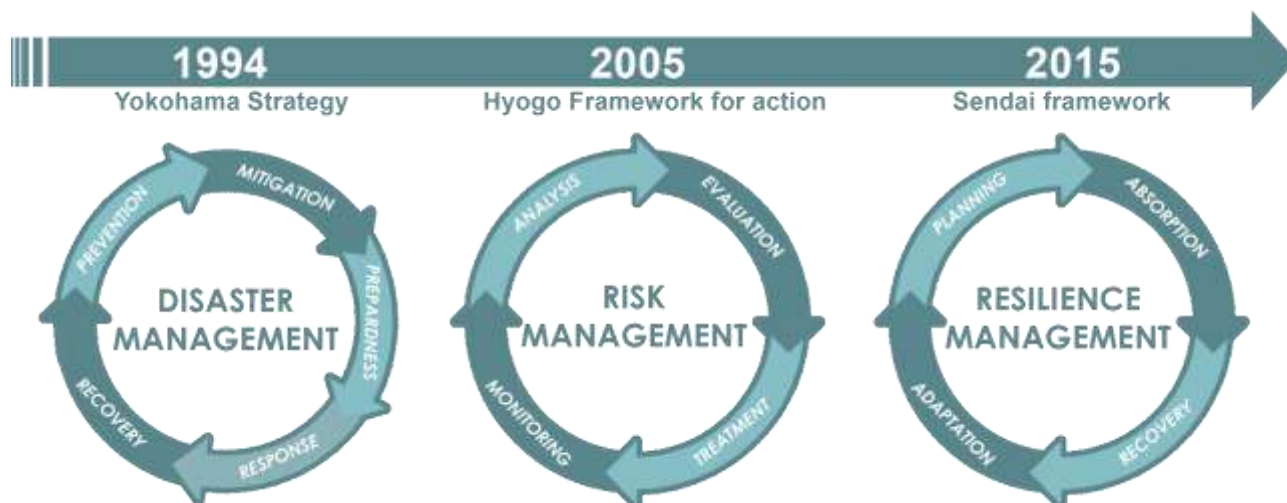 1994
2005
2015
Yokohama Strategy
Hyogo Framework for action
Sendai framework
PREVENTION
MITIGATION
PREPARDNESS
RESPONSE
RECOVERY
DISASTER
MANAGEMENT
ANALYSIS
EVALUATION
TREATMENT
MONITORING
RISK
MANAGEMENT
PLANNING
ABSORPTION
RECOVERY
ADAPTATION
RESILIENCE
MANAGEMENT